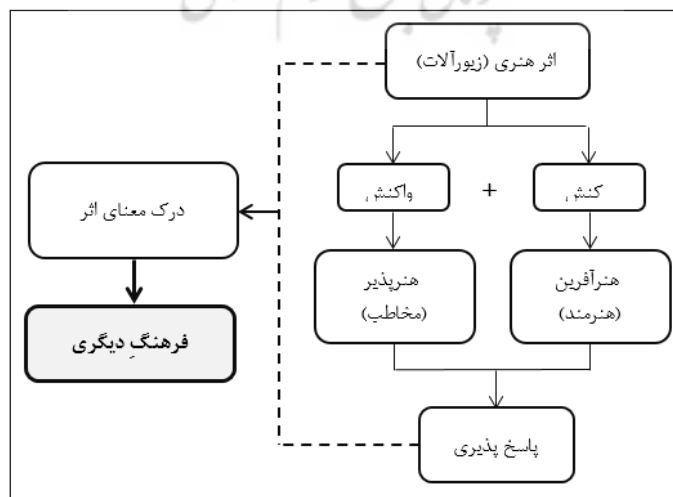 اثر هنری (زیورآلات)
کنش
+
واکنش
هنرآفرین
(هنرمند)
هنرپذیر
(مخاطب)
پاسخ پذیری
درک معنای اثر
فرهنگِ دیگری